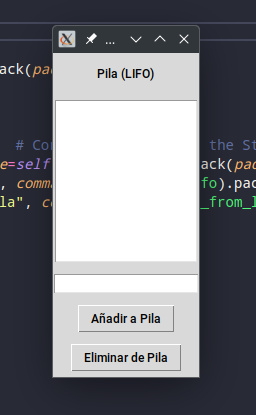 ...
Pila (LIFO)
ack(pa
# Co
the St
e=self
ack(pad
, comma
fo).pac
la", co
_from_l
Añadir a Pila
Eliminar de Pila